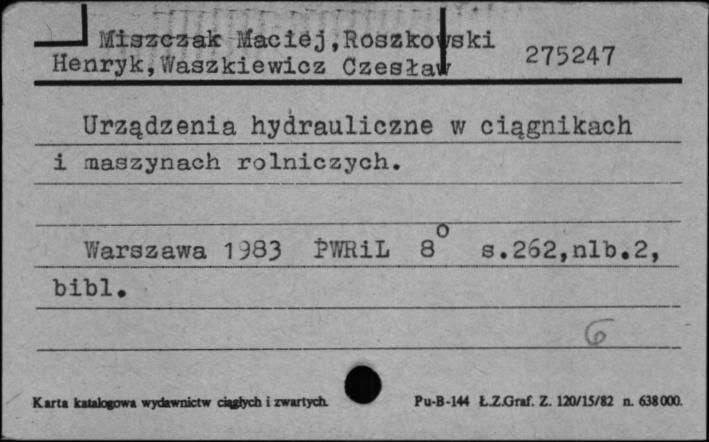 Miszczak Maciej,Roszkowski
Henryk,Waszkiewicz Czesław 275247
Urządzenia hydrauliczne w ciągnikach
i maszynach rolniczych.
Warszawa 1983 PWRiL 8° s.262,nlb.2,
bibl.
6
Karta katalogowa wydawnictw ciągłych i zwartych. Pu-B-144 Ł.Z.Graf. Z. 120/15/82 n. 638000.